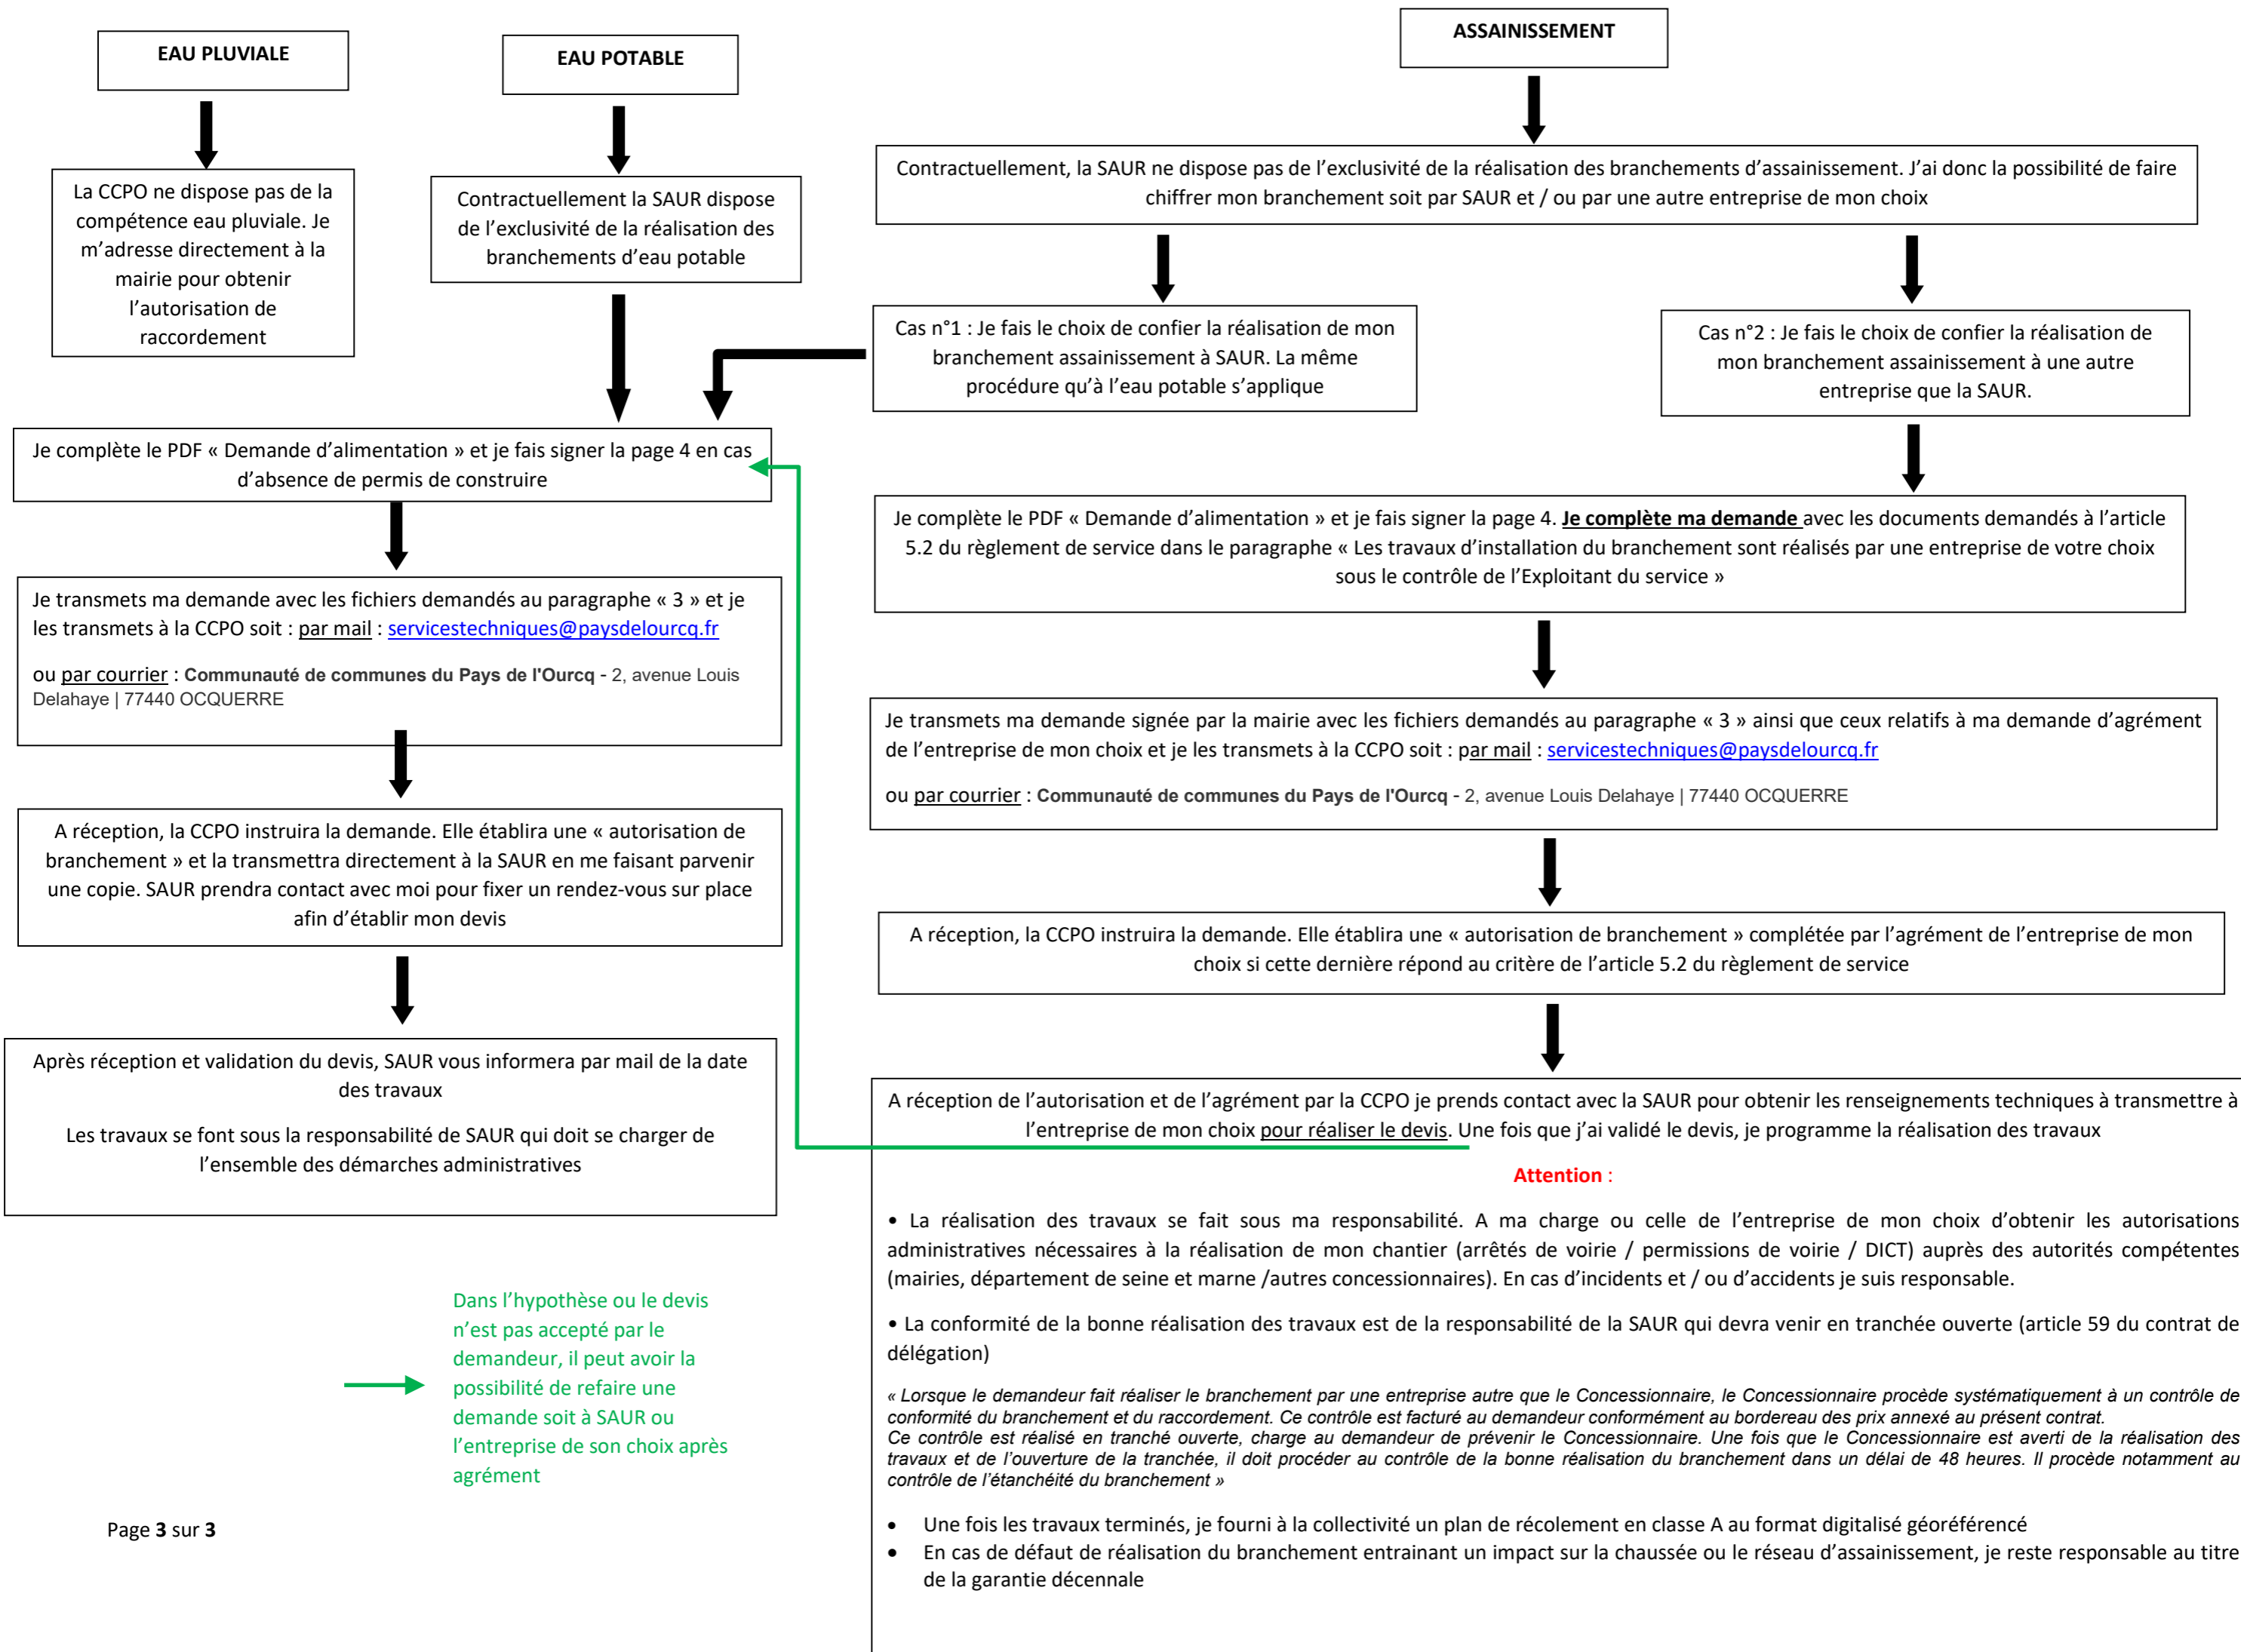 EAU PLUVIALE
La CCPO ne dispose pas de la
compétence eau pluviale. Je
m'adresse directement à la
mairie pour obtenir
l'autorisation de
raccordement
EAU POTABLE
Contractuellement la SAUR dispose
de l'exclusivité de la réalisation des
branchements d'eau potable
Je complète le PDF « Demande d'alimentation » et je fais signer la page 4 en cas
d'absence de permis de construire
Je transmets ma demande avec les fichiers demandés au paragraphe « 3 » et je
les transmets à la CCPO soit : par mail : servicestechniques@paysdelourcq.fr
ou par courrier : Communauté de communes du Pays de l'Ourcq - 2, avenue Louis
Delahaye | 77440 OCQUERRE
A réception, la CCPO instruira la demande. Elle établira une « autorisation de
branchement » et la transmettra directement à la SAUR en me faisant parvenir
une copie. SAUR prendra contact avec moi pour fixer un rendez-vous sur place
afin d'établir mon devis
Après réception et validation du devis, SAUR vous informera par mail de la date
des travaux
Les travaux se font sous la responsabilité de SAUR qui doit se charger de
l'ensemble des démarches administratives
Dans l'hypothèse ou le devis
n'est pas accepté par le
demandeur, il peut avoir la
possibilité de refaire une
demande soit à SAUR ou
l'entreprise de son choix après
agrément
ASSAINISSEMENT
Contractuellement, la SAUR ne dispose pas de l'exclusivité de la réalisation des branchements d'assainissement. J'ai donc la possibilité de faire
chiffrer mon branchement soit par SAUR et / ou par une autre entreprise de mon choix
Cas n°1 : Je fais le choix de confier la réalisation de mon
branchement assainissement à SAUR. La même
procédure qu'à l'eau potable s'applique
Cas n°2 : Je fais le choix de confier la réalisation de
mon branchement assainissement à une autre
entreprise que la SAUR.
Je complète le PDF « Demande d'alimentation » et je fais signer la page 4. Je complète ma demande avec les documents demandés à l'article
5.2 du règlement de service dans le paragraphe « Les travaux d'installation du branchement sont réalisés par une entreprise de votre choix
sous le contrôle de l'Exploitant du service »
Je transmets ma demande signée par la mairie avec les fichiers demandés au paragraphe « 3 » ainsi que ceux relatifs à ma demande d'agrément
de l'entreprise de mon choix et je les transmets à la CCPO soit : par mail : servicestechniques@paysdelourcq.fr
ou par courrier : Communauté de communes du Pays de l'Ourcq - 2, avenue Louis Delahaye | 77440 OCQUERRE
A réception, la CCPO instruira la demande. Elle établira une « autorisation de branchement » complétée par l'agrément de l'entreprise de mon
choix si cette dernière répond au critère de l'article 5.2 du règlement de service
A réception de l'autorisation et de l'agrément par la CCPO je prends contact avec la SAUR pour obtenir les renseignements techniques à transmettre à
l'entreprise de mon choix pour réaliser le devis. Une fois que j'ai validé le devis, je programme la réalisation des travaux
Attention :
• La réalisation des travaux se fait sous ma responsabilité. A ma charge ou celle de l'entreprise de mon choix d'obtenir les autorisations
administratives nécessaires à la réalisation de mon chantier (arrêtés de voirie / permissions de voirie / DICT) auprès des autorités compétentes
(mairies, département de seine et marne /autres concessionnaires). En cas d'incidents et / ou d'accidents je suis responsable.
• La conformité de la bonne réalisation des travaux est de la responsabilité de la SAUR qui devra venir en tranchée ouverte (article 59 du contrat de
délégation)
« Lorsque le demandeur fait réaliser le branchement par une entreprise autre que le Concessionnaire, le Concessionnaire procède systématiquement à un contrôle de
conformité du branchement et du raccordement. Ce contrôle est facturé au demandeur conformément au bordereau des prix annexé au présent contrat.
Ce contrôle est réalisé en tranché ouverte, charge au demandeur de prévenir le Concessionnaire. Une fois que le Concessionnaire est averti de la réalisation des
travaux et de l'ouverture de la tranchée, il doit procéder au contrôle de la bonne réalisation du branchement dans un délai de 48 heures. Il procède notamment au
contrôle de l'étanchéité du branchement »
• Une fois les travaux terminés, je fourni à la collectivité un plan de récolement en classe A au format digitalisé géoréférencé
• En cas de défaut de réalisation du branchement entrainant un impact sur la chaussée ou le réseau d'assainissement, je reste responsable au titre
de la garantie décennale
Page 3 sur 3